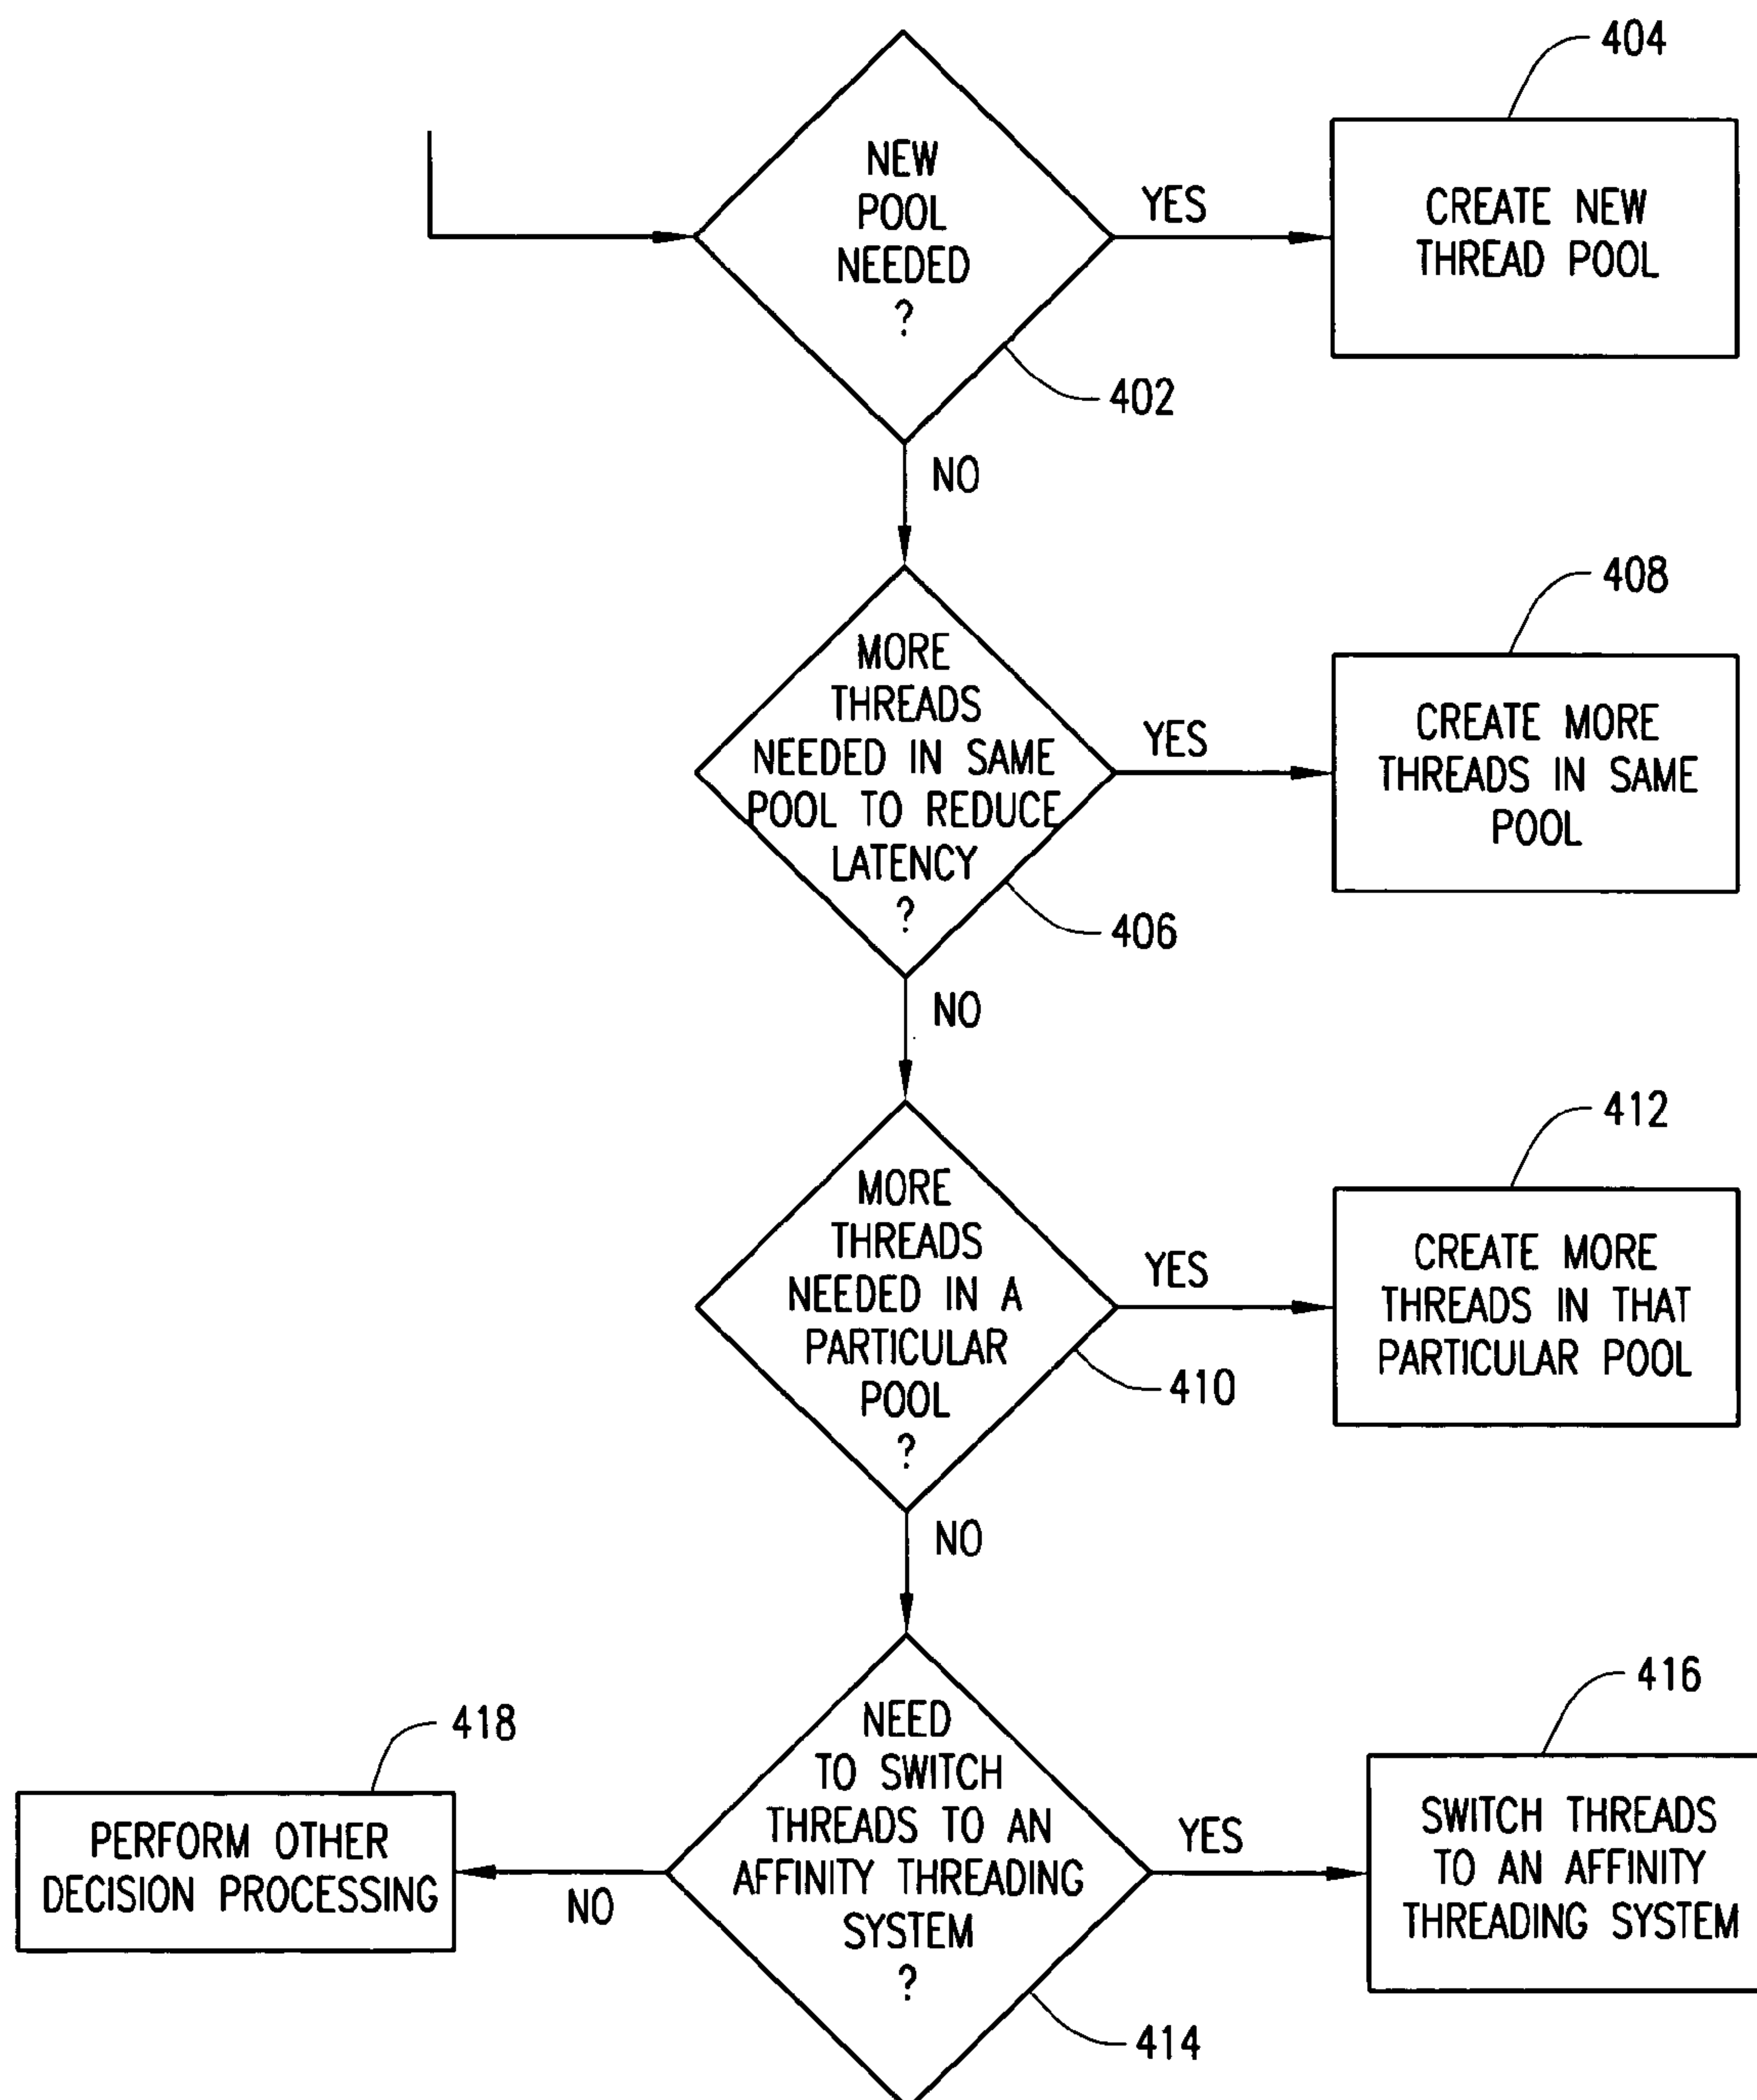 404
NEW
POOL
NEEDED
?
YES
CREATE NEW
THREAD POOL
402
NO
408
MORE
THREADS
NEEDED IN SAME
POOL TO REDUCE
LATENCY
?
YES
CREATE MORE
THREADS IN SAME
POOL
406
NO
412
MORE
THREADS
NEEDED IN A
PARTICULAR
POOL
?
YES
CREATE MORE
THREADS IN THAT
PARTICULAR POOL
410
NO
416
418
NEED
TO SWITCH
THREADS TO AN
AFFINITY THREADING
SYSTEM
?
YES
SWITCH THREADS
TO AN AFFINITY
THREADING SYSTEM
PERFORM OTHER
DECISION PROCESSING
NO
414